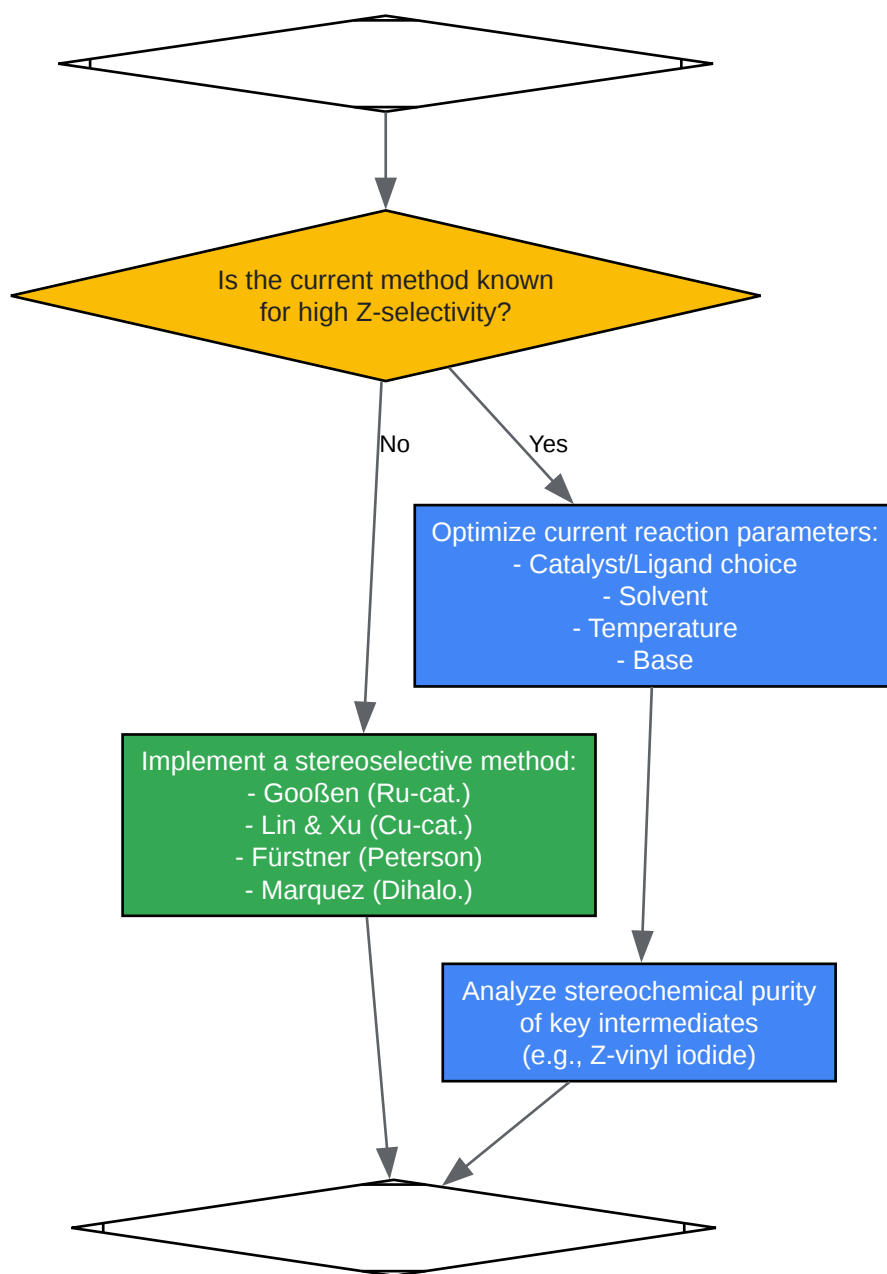 Is the current method known
for high Z-selectivity?
No
Yes
Optimize current reaction parameters:
- Catalyst/Ligand choice
- Solvent
- Temperature
- Base
Implement a stereoselective method:
- Gooßen (Ru-cat.)
- Lin & Xu (Cu-cat.)
- Fürstner (Peterson)
- Marquez (Dihalo.)
Analyze stereochemical purity
of key intermediates
(e.g., Z-vinyl iodide)